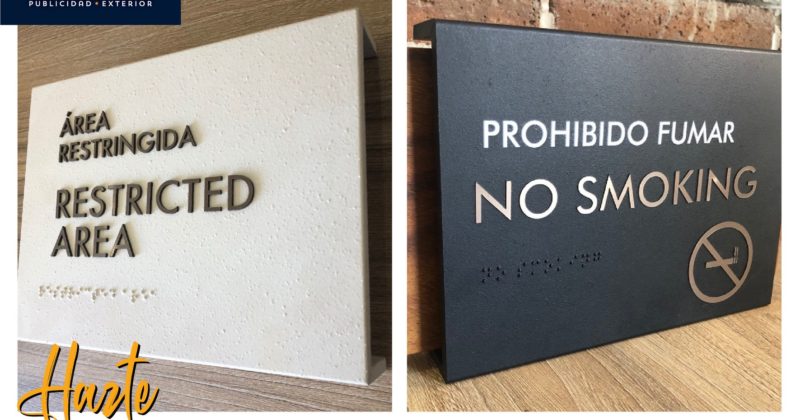 PUBLICIDAD • EXTERIOR
ÁREA
RESTRINGIDA
RESTRICTED
AREA
PROHIBIDO FUMAR
NO SMOKING
Hazte